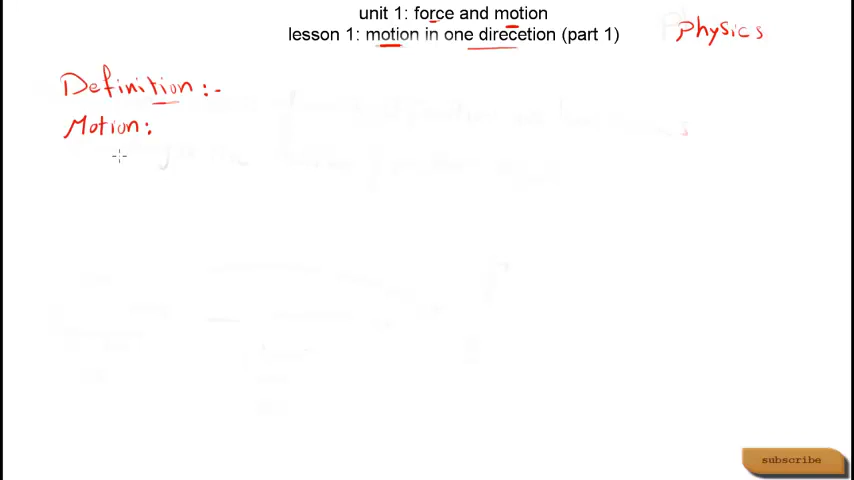 unit 1: force and motion
lesson 1: motion in one direcetion (part 1)
Physics
Definition :-
Motion:
subscribe